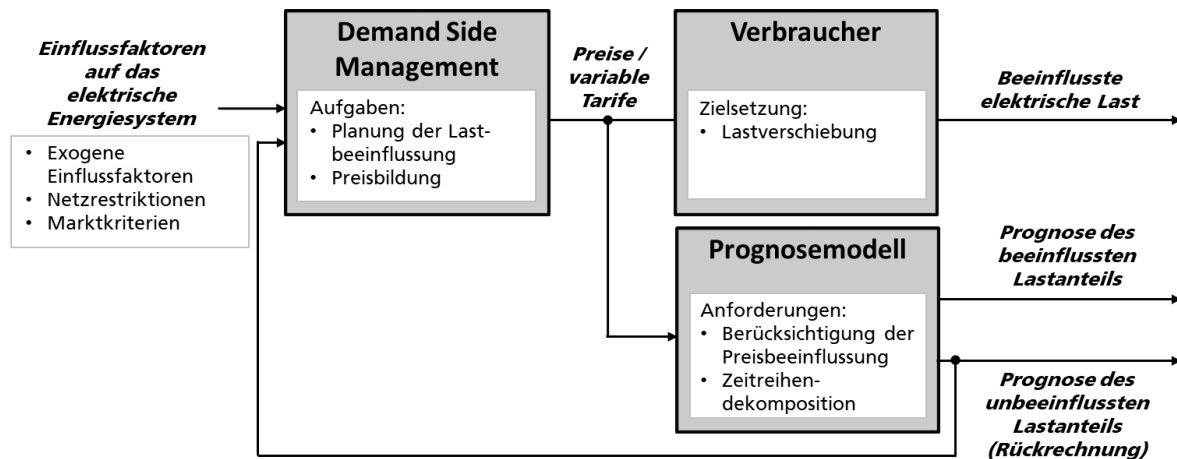 Einflussfaktoren
auf das
elektrische
Energiesystem
• Exogene
Einflussfaktoren
• Netzrestriktionen
• Marktkriterien
Demand Side
Management
Aufgaben:
• Planung der Last-
beeinflussung
• Preisbildung
Preise /
variable
Tarife
Verbraucher
Zielsetzung:
• Lastverschiebung
Beeinflusste
elektrische Last
Prognosemodell
Anforderungen:
• Berücksichtigung der
Preisbeeinflussung
• Zeitreihen-
dekomposition
Prognose des
beeinflussten
Lastanteils
Prognose des
unbeeinflussten
Lastanteils
(Rückrechnung)